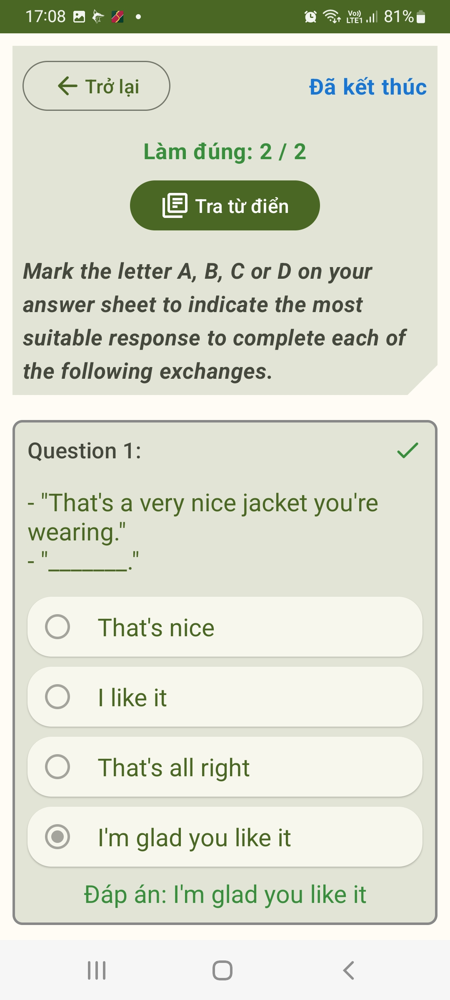 17:08
Vo))
LTE1
81%
Trở lại
Đã kết thúc
Làm đúng: 2 / 2
Tra từ điển
Mark the letter A, B, C or D on your
answer sheet to indicate the most
suitable response to complete each of
the following exchanges.
Question 1:
- "That's a very nice jacket you're
wearing."
- "_______."
That's nice
I like it
That's all right
I'm glad you like it
Đáp án: I'm glad you like it